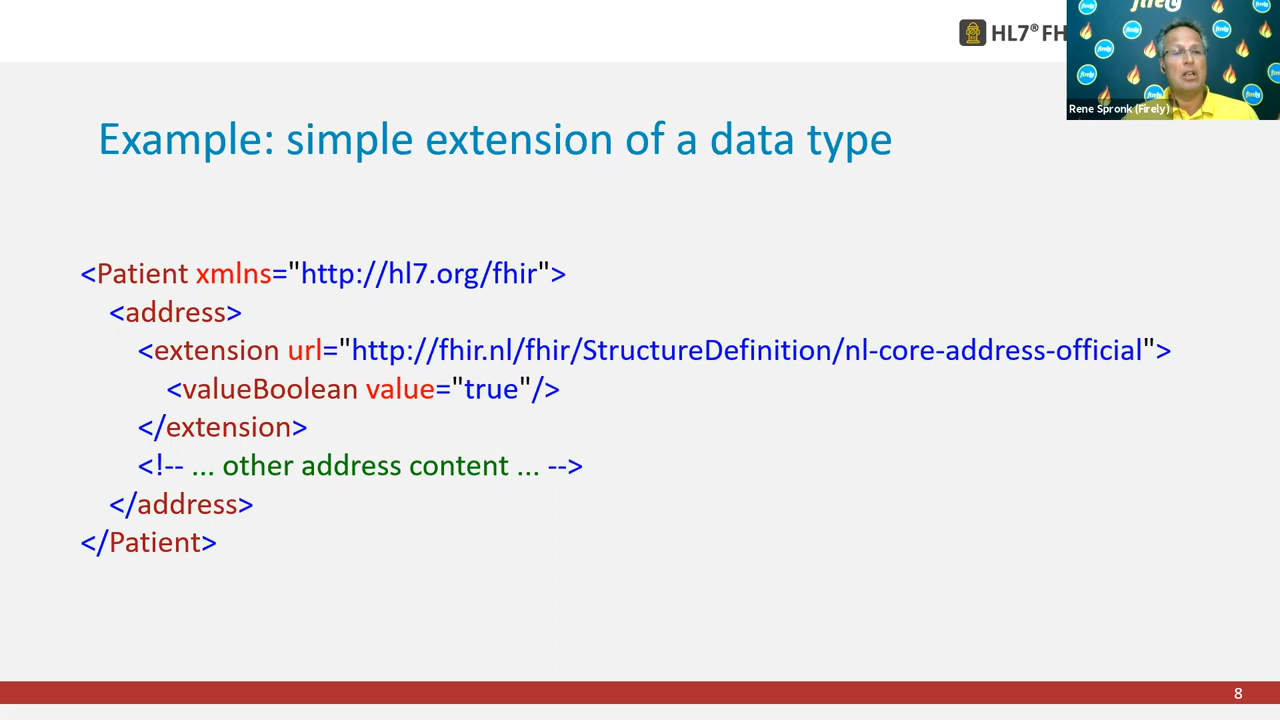 HL7® FH
firely
Rene Spronk (Firely)
Example: simple extension of a data type
<Patient xmlns="http://hl7.org/fhir">
<address>
<extension url="http://fhir.nl/fhir/StructureDefinition/nl-core-address-official">
<valueBoolean value="true"/>
</extension>
<!-- ... other address content ... -->
</address>
</Patient>
8